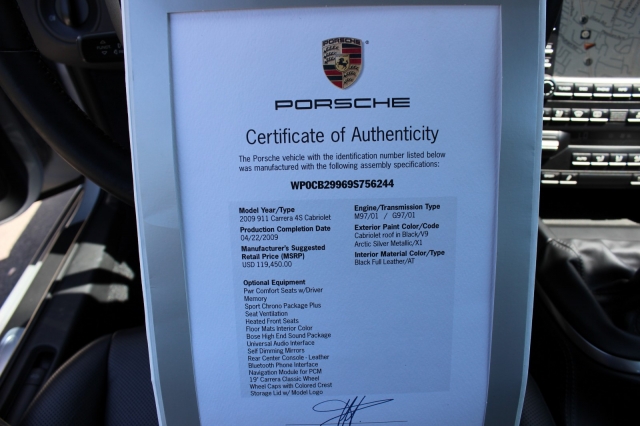 PORSCHE
PORSCHE
Certificate of Authenticity
The Porsche vehicle with the identification number listed below
was manufactured with the following assembly specifications:
WP0CB29969S756244
Model Year/Type
2009 911 Carrera 4S Cabriolet
Production Completion Date
04/22/2009
Manufacturer's Suggested
Retail Price (MSRP)
USD 119,450.00
Engine/Transmission Type
M97/01 / G97/01
Exterior Paint Color/Code
Cabriolet roof in Black/V9
Arctic Silver Metallic/X1
Interior Material Color/Type
Black Full Leather/AT
Optional Equipment
Pwr Comfort Seats w/Driver
Memory
Sport Chrono Package Plus
Seat Ventilation
Heated Front Seats
Floor Mats Interior Color
Bose High End Sound Package
Universal Audio Interface
Self Dimming Mirrors
Rear Center Console - Leather
Bluetooth Phone Interface
Navigation Module for PCM
19" Carrera Classic Wheel
Wheel Caps with Colored Crest
Storage Lid w/ Model Logo